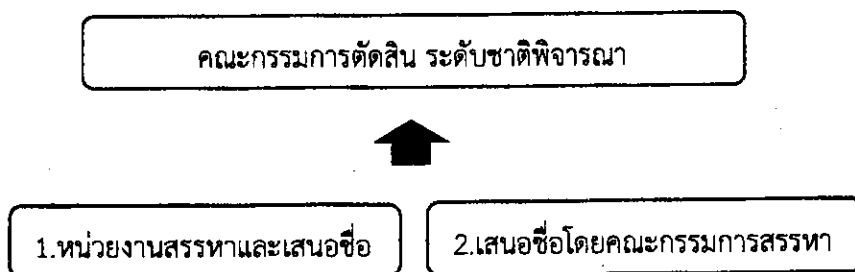 คณะกรรมการตัดสิน ระดับชาติพิจารณา
1.หน่วยงานสรรหาและเสนอชื่อ
2.เสนอชื่อโดยคณะกรรมการสรรหา